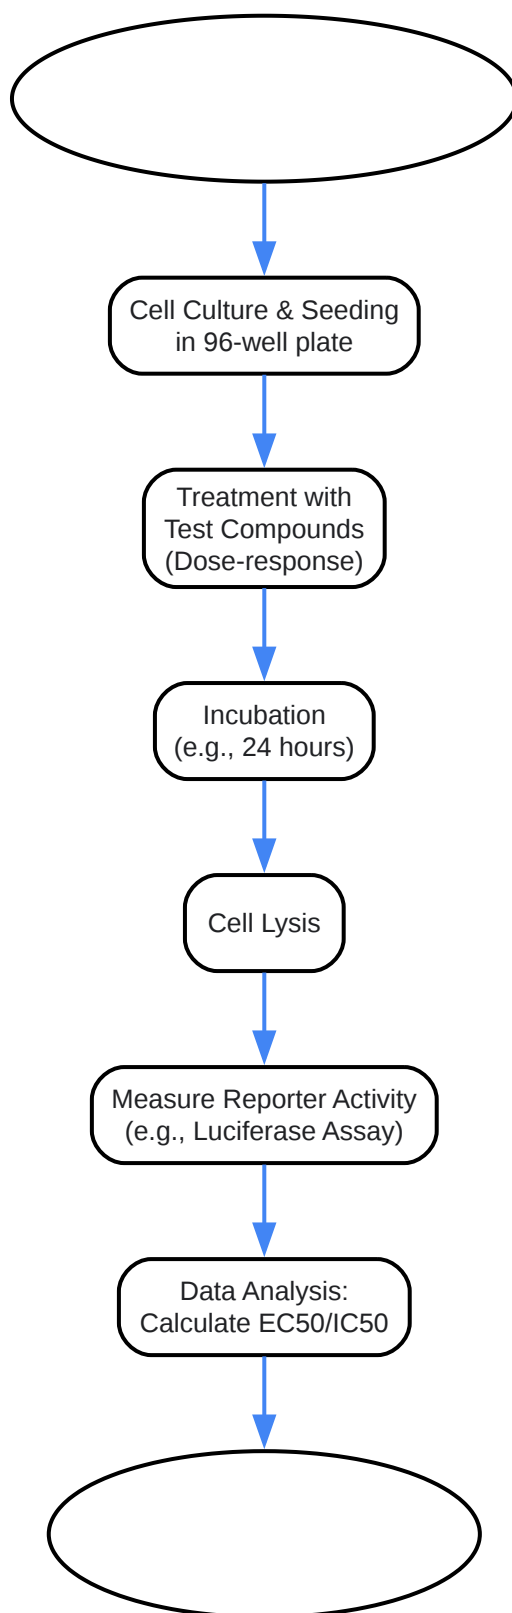 Cell Culture & Seeding
in 96-well plate
Treatment with
Test Compounds
(Dose-response)
Incubation
(e.g., 24 hours)
Cell Lysis
Measure Reporter Activity
(e.g., Luciferase Assay)
Data Analysis:
Calculate EC50/IC50